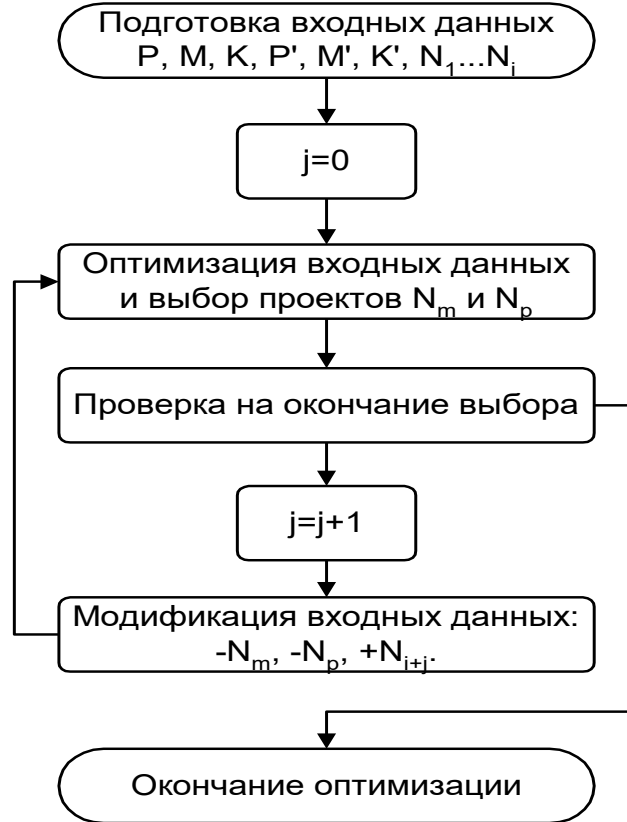 Подготовка входных данных
P, M, K, P', M', K', N₁...Nᵢ
j=0
Оптимизация входных данных
и выбор проектов Nₘ и Nₚ
Проверка на окончание выбора
j=j+1
Модификация входных данных:
-Nₘ, -Nₚ, +Nᵢ₊ⱼ.
Окончание оптимизации